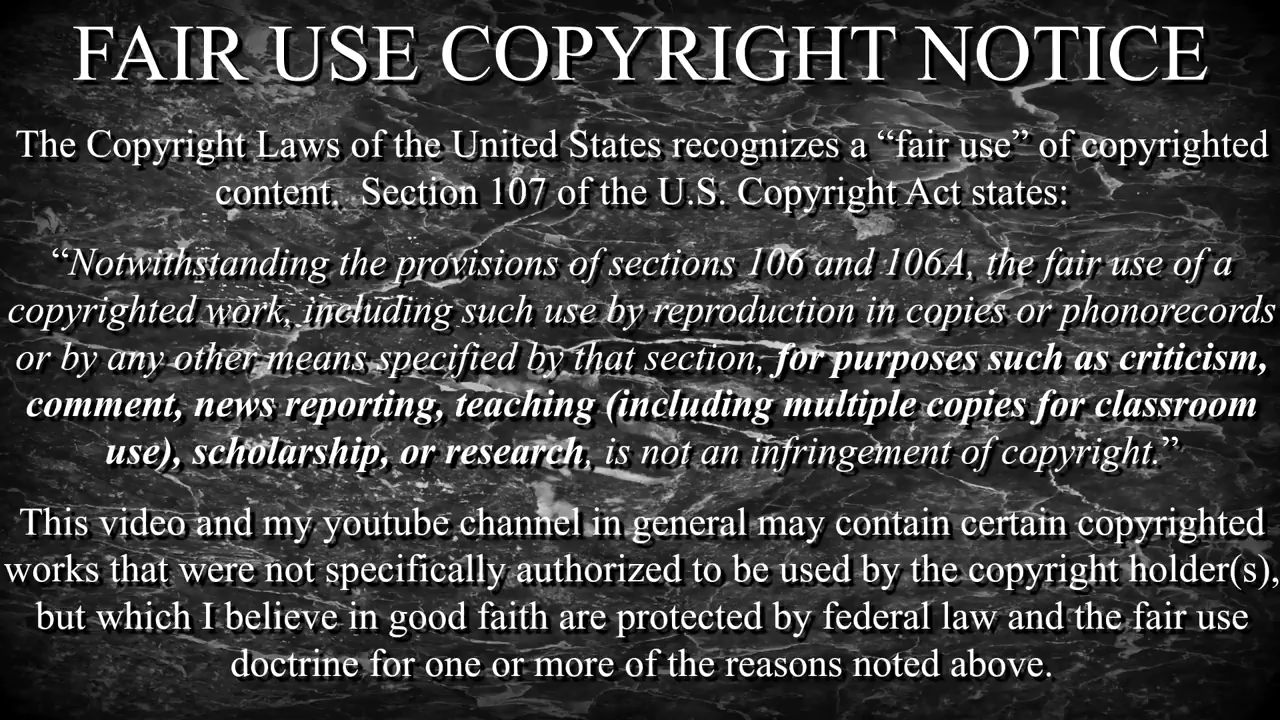 FAIR USE COPYRIGHT NOTICE
The Copyright Laws of the United States recognizes a “fair use” of copyrighted
content.  Section 107 of the U.S. Copyright Act states:
“Notwithstanding the provisions of sections 106 and 106A, the fair use of a
copyrighted work, including such use by reproduction in copies or phonorecords
or by any other means specified by that section, for purposes such as criticism,
comment, news reporting, teaching (including multiple copies for classroom
use), scholarship, or research, is not an infringement of copyright.”
This video and my youtube channel in general may contain certain copyrighted
works that were not specifically authorized to be used by the copyright holder(s),
but which I believe in good faith are protected by federal law and the fair use
doctrine for one or more of the reasons noted above.